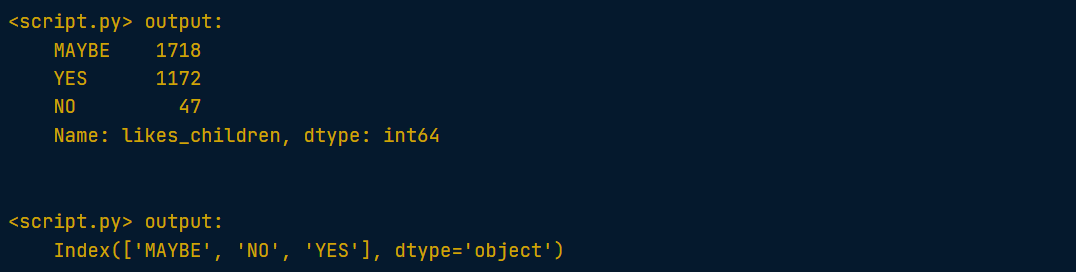 <script.py> output:
    MAYBE    1718
    YES      1172
    NO         47
    Name: likes_children, dtype: int64
<script.py> output:
    Index(['MAYBE', 'NO', 'YES'], dtype='object')